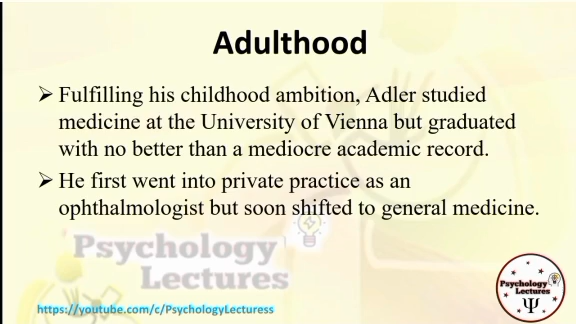 Adulthood
➢ Fulfilling his childhood ambition, Adler studied
medicine at the University of Vienna but graduated
with no better than a mediocre academic record.
➢ He first went into private practice as an
ophthalmologist but soon shifted to general medicine.
Psychology
Lectures
https://youtube.com/c/PsychologyLecturess
Psychology
Lectures
Ψ